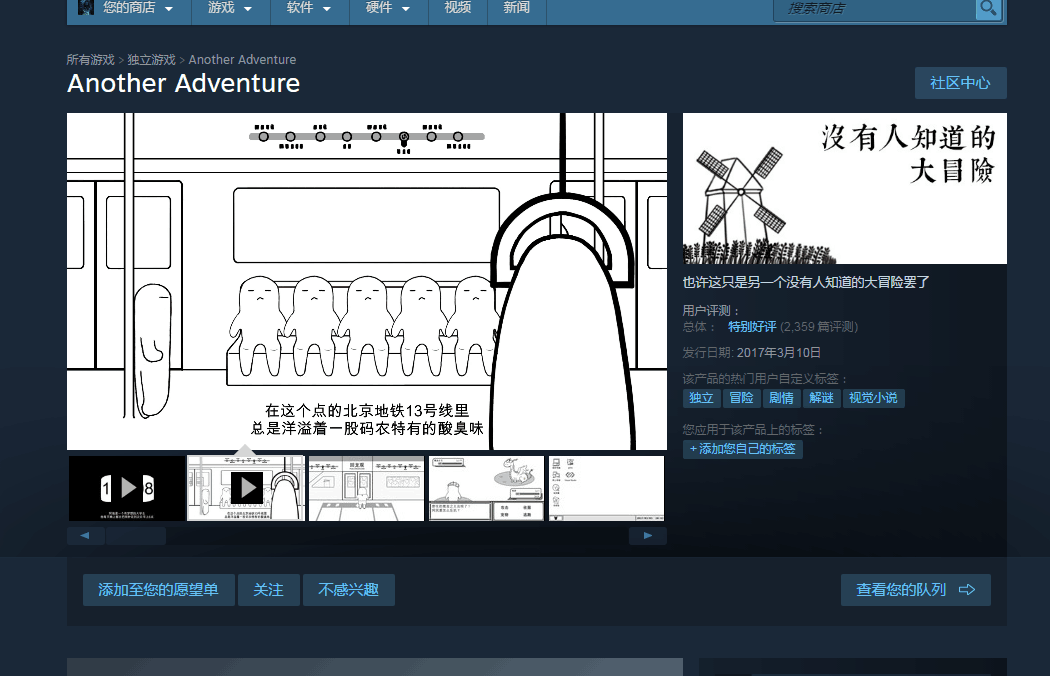 您的商店 游戏 软件 硬件 视频 新闻 搜索商店
所有游戏 > 独立游戏 > Another Adventure
Another Adventure
社区中心
在这个点的北京地铁13号线里
总是洋溢着一股码农特有的酸臭味
1 8
沒有人知道的
大冒險
也许这只是另一个没有人知道的大冒险罢了
用户评测：
总体： 特别好评 (2,359 篇评测)
发行日期: 2017年3月10日
该产品的热门用户自定义标签：
独立 冒险 剧情 解谜 视觉小说
您应用于该产品上的标签：
+ 添加您自己的标签
添加至您的愿望单 关注 不感兴趣 查看您的队列